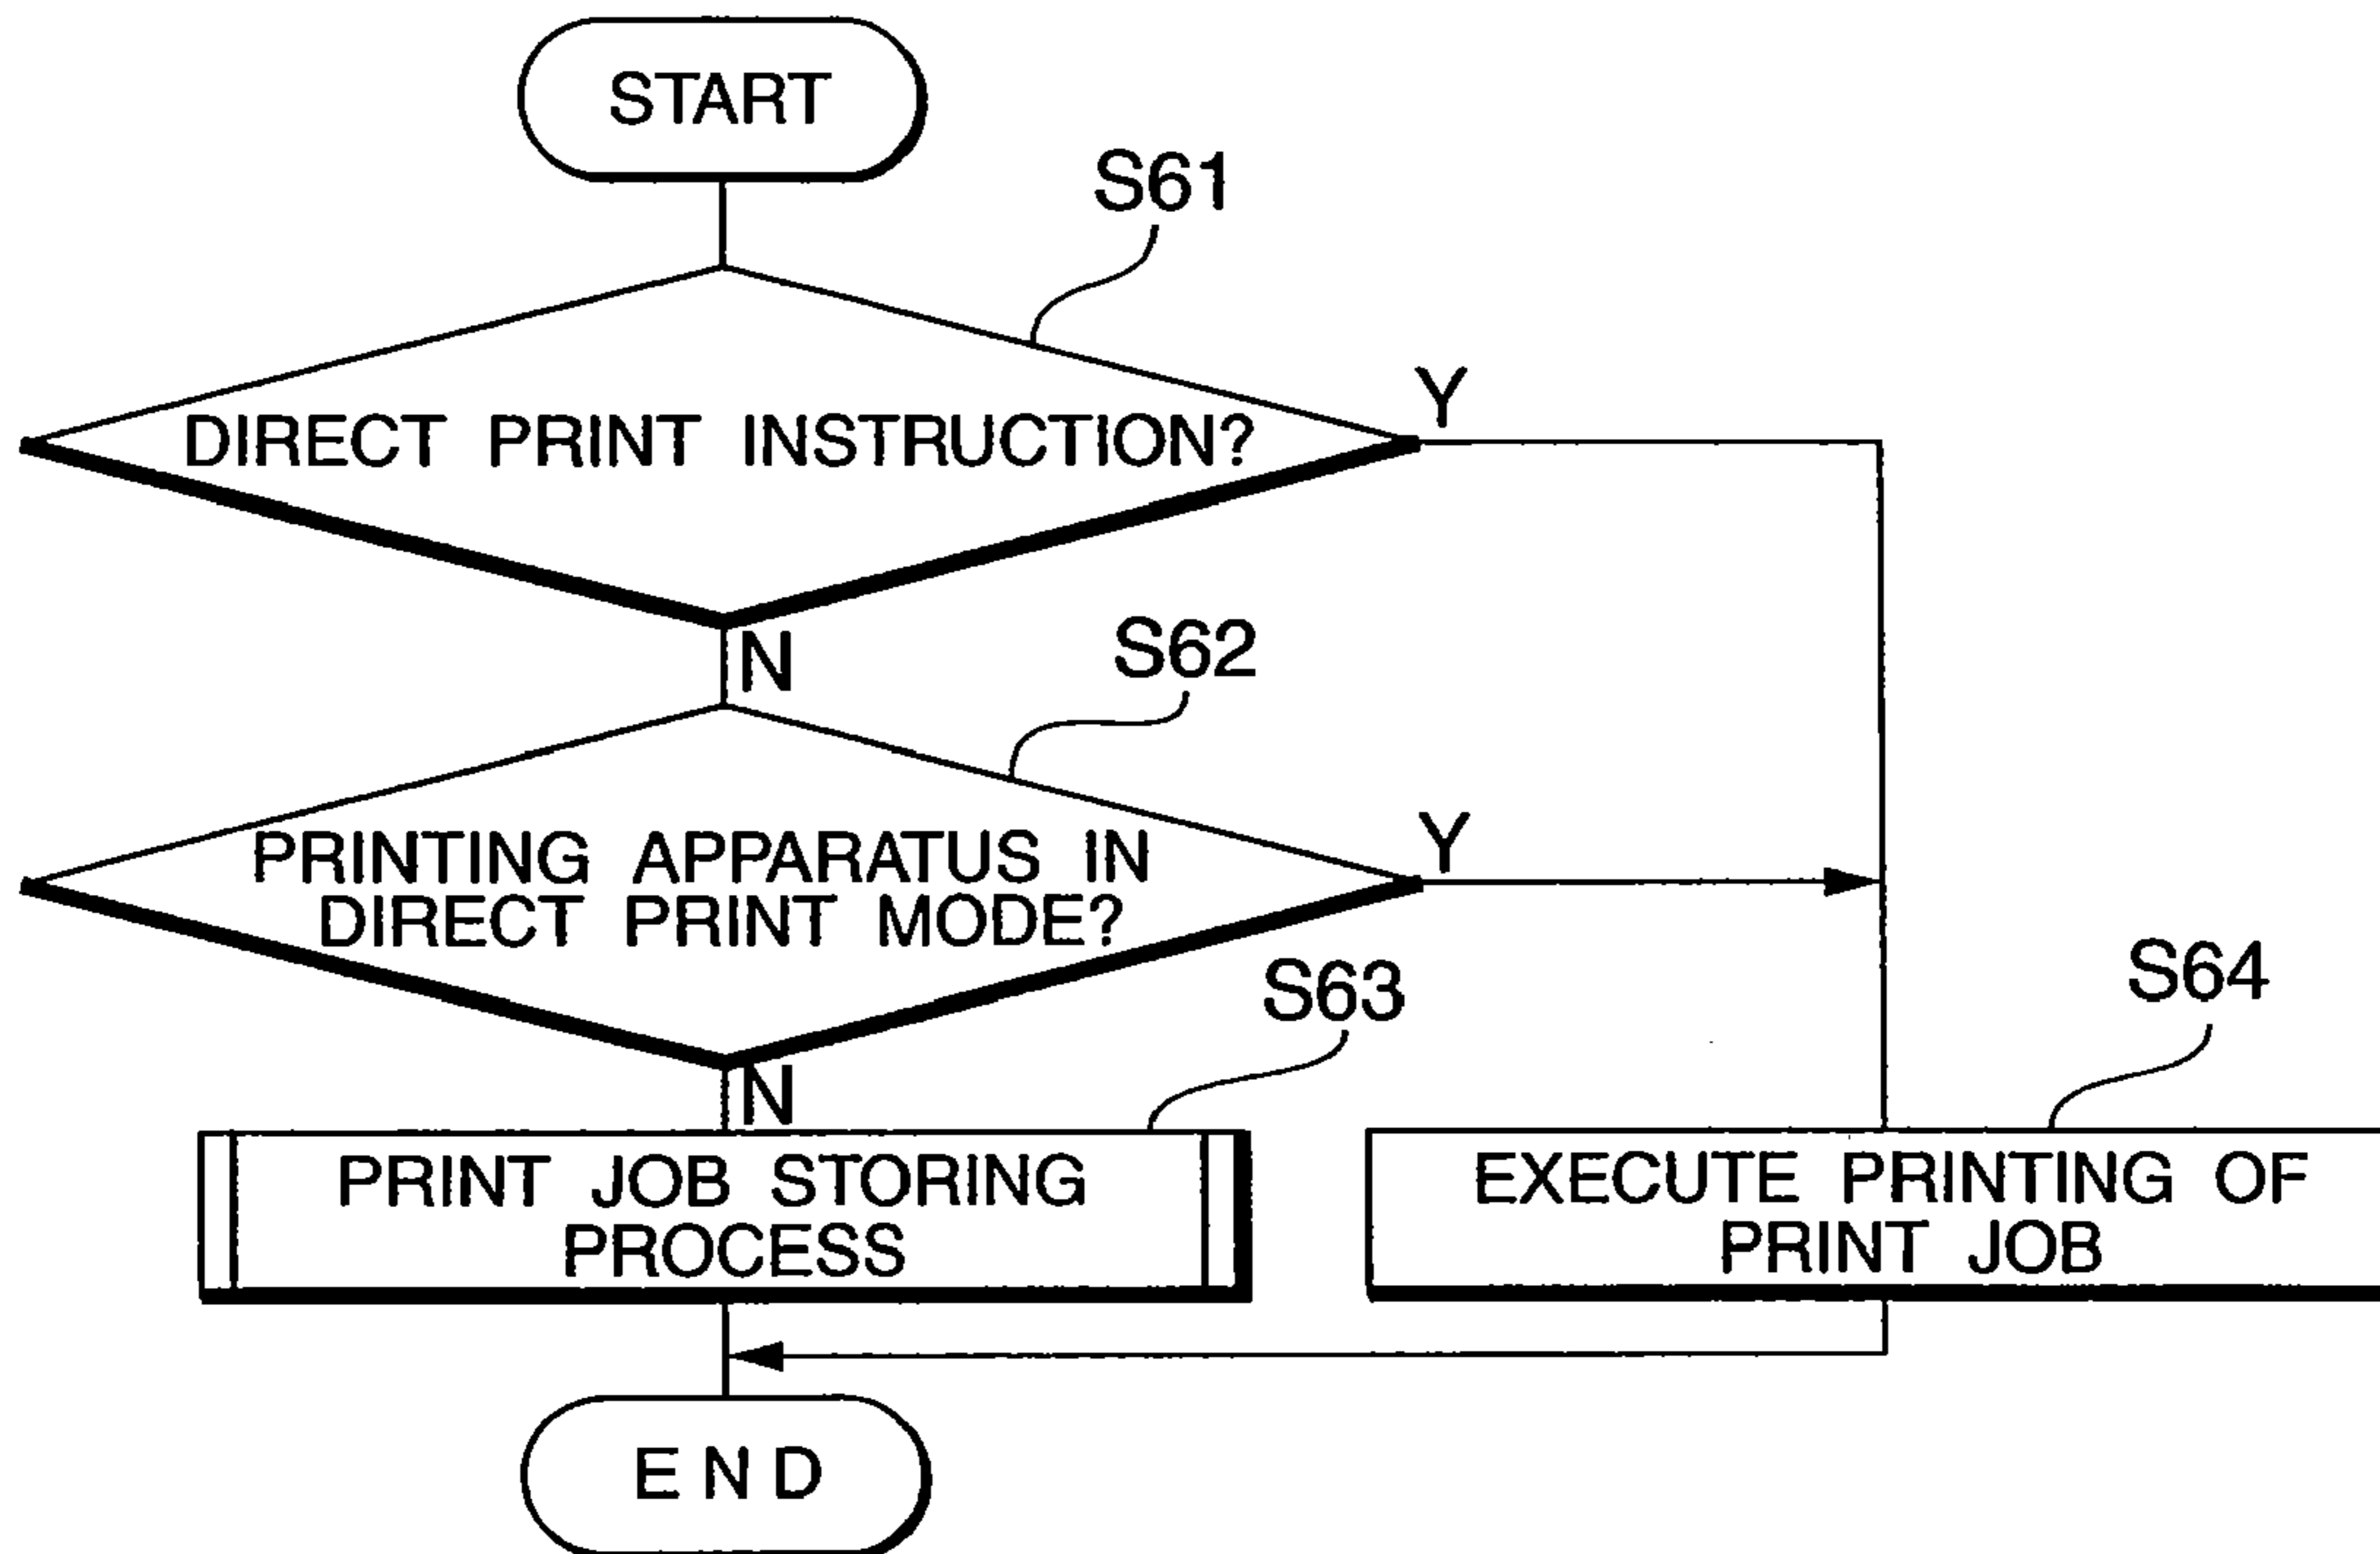 START
S61
DIRECT PRINT INSTRUCTION?
Y
N
S62
PRINTING APPARATUS IN
DIRECT PRINT MODE?
Y
N
S63
PRINT JOB STORING
PROCESS
S64
EXECUTE PRINTING OF
PRINT JOB
END